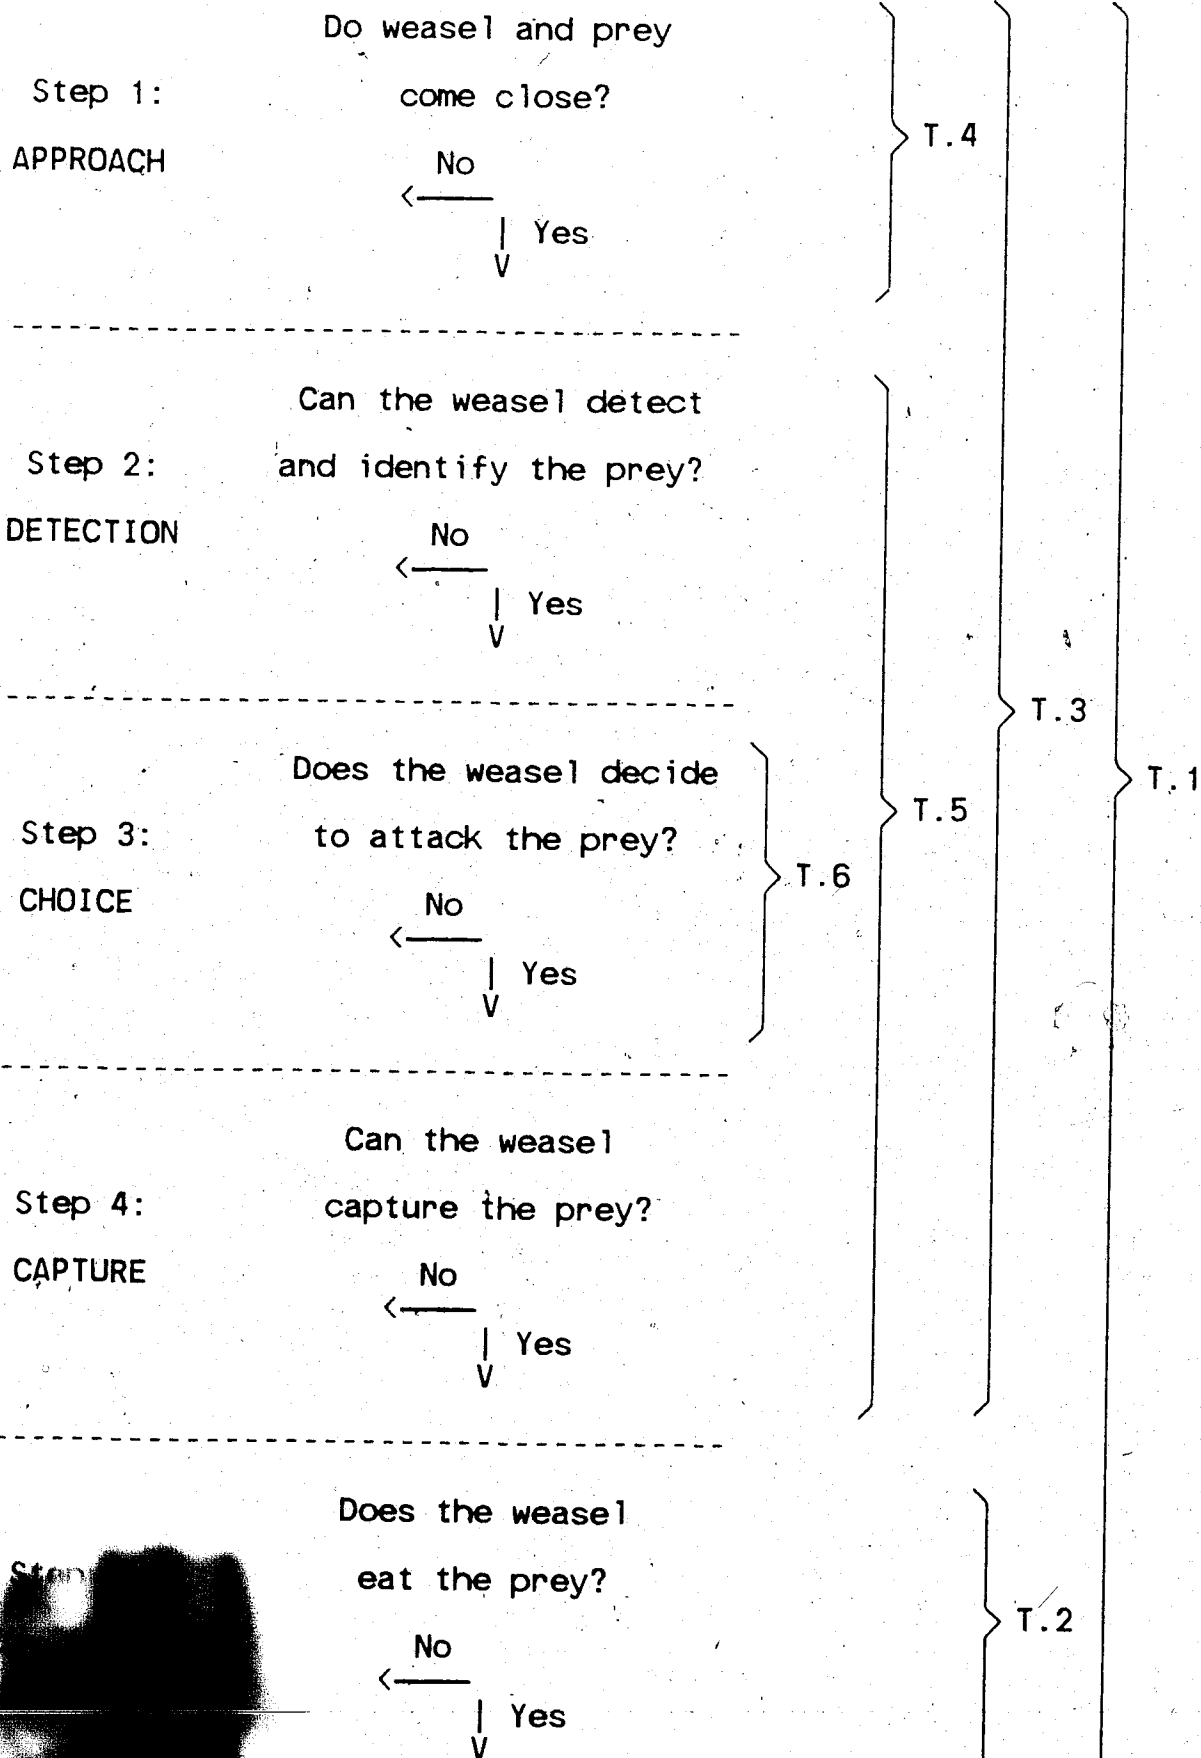 Do weasel and prey
Step 1: come close?
T.4
APPROACH No
<
| Yes
V
Can the weasel detect
Step 2: and identify the prey?
DETECTION No
<
| Yes
V
T.3
Does the weasel decide
T.1
T.5
Step 3: to attack the prey?
T.6
CHOICE No
<
| Yes
V
Can the weasel
Step 4: capture the prey?
CAPTURE No
<
| Yes
V
Does the weasel
Step eat the prey?
T.2
No
<
| Yes
V